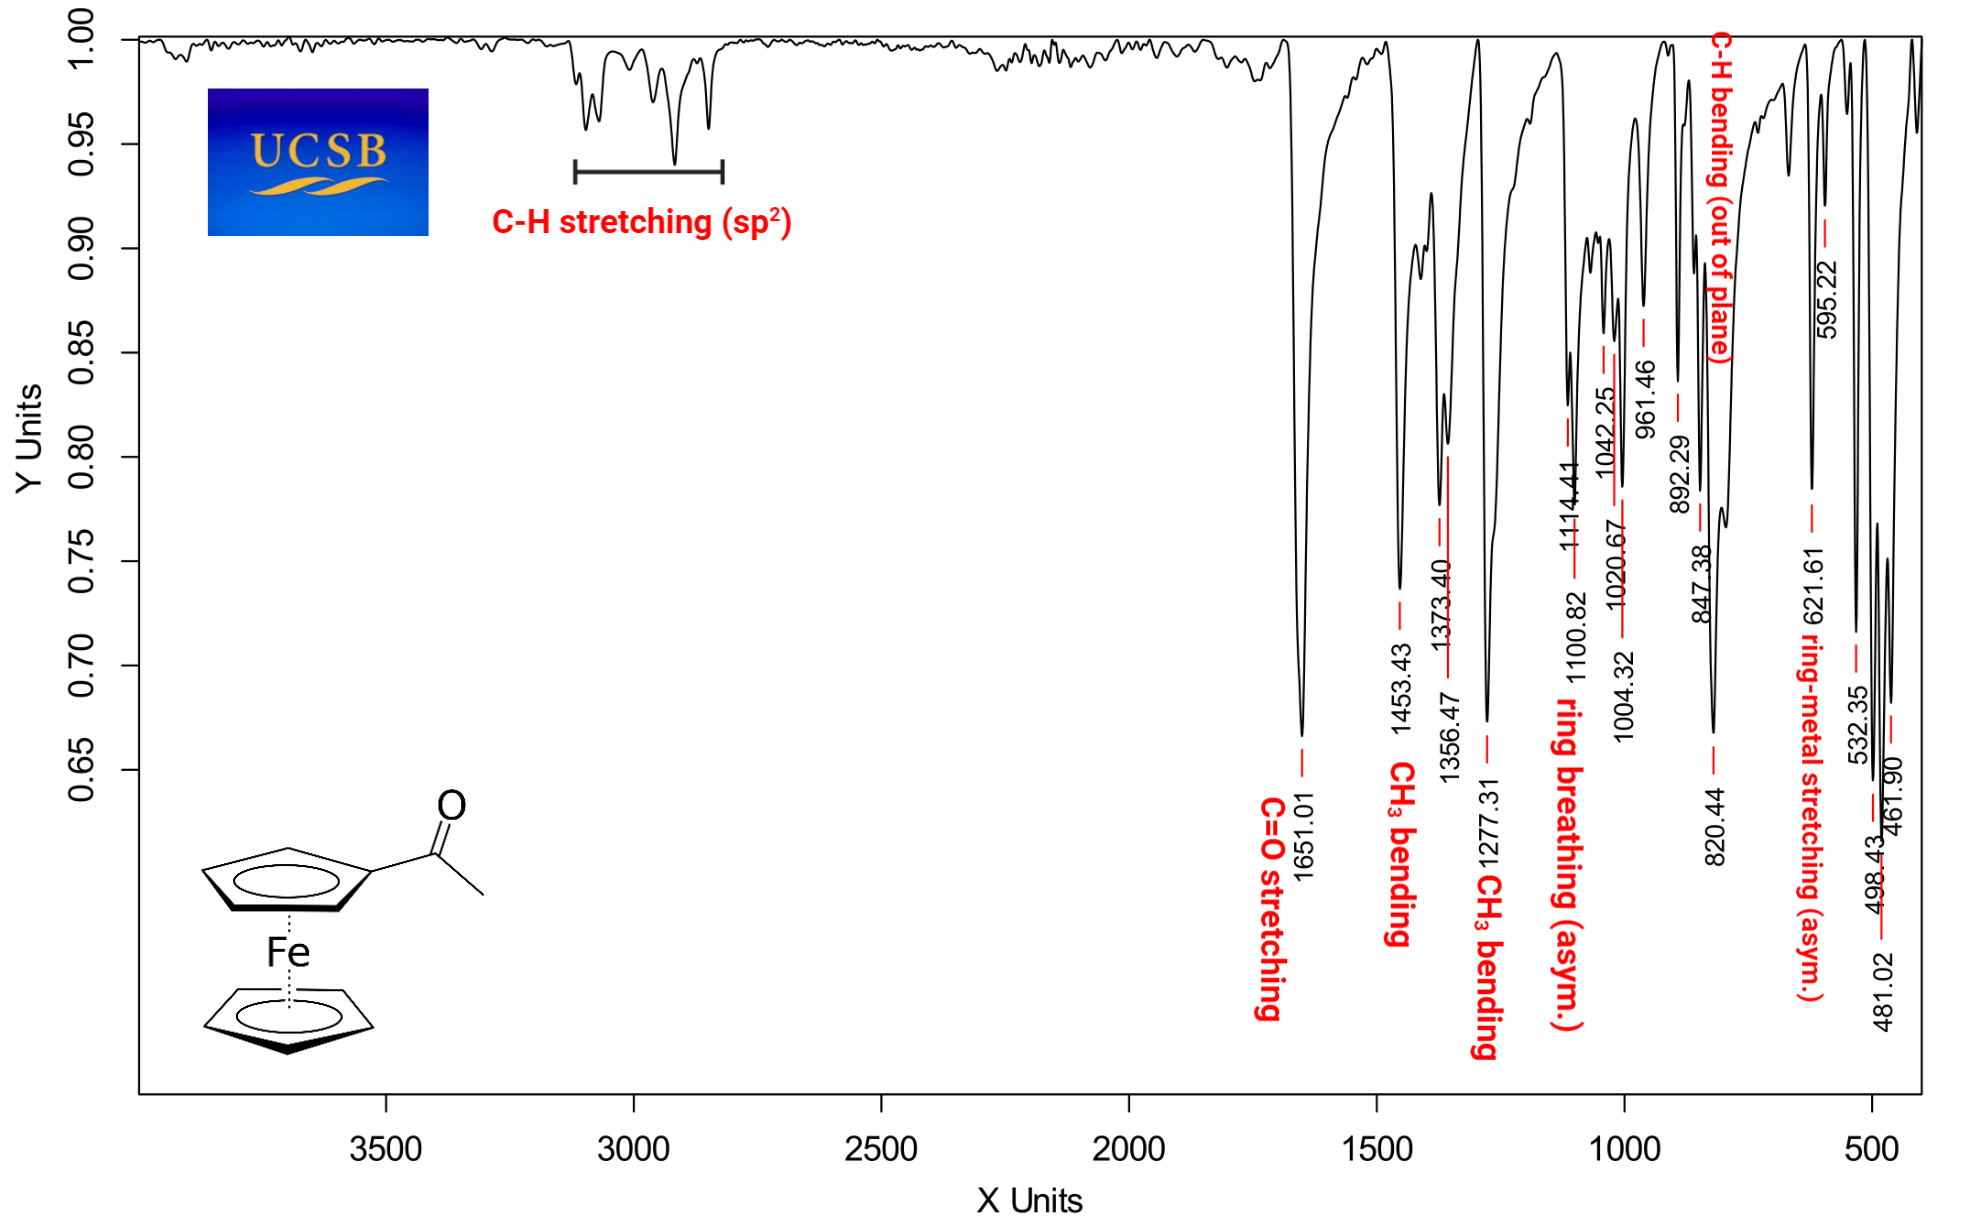 1.00
0.95
0.90
0.85
0.80
0.75
0.70
0.65
Y Units
UCSB
C-H stretching (sp²)
C-H bending (out of plane)
1651.01
C=O stretching
1453.43
CH₃ bending
1373.40
1356.47
1277.31
CH₃ bending
1114.41
1100.82
ring breathing (asym.)
1042.25
1020.67
1004.32
961.46
892.29
847.38
820.44
621.61
ring-metal stretching (asym.)
595.22
532.35
498.43
481.02
461.90
O
Fe
3500
3000
2500
2000
1500
1000
500
X Units